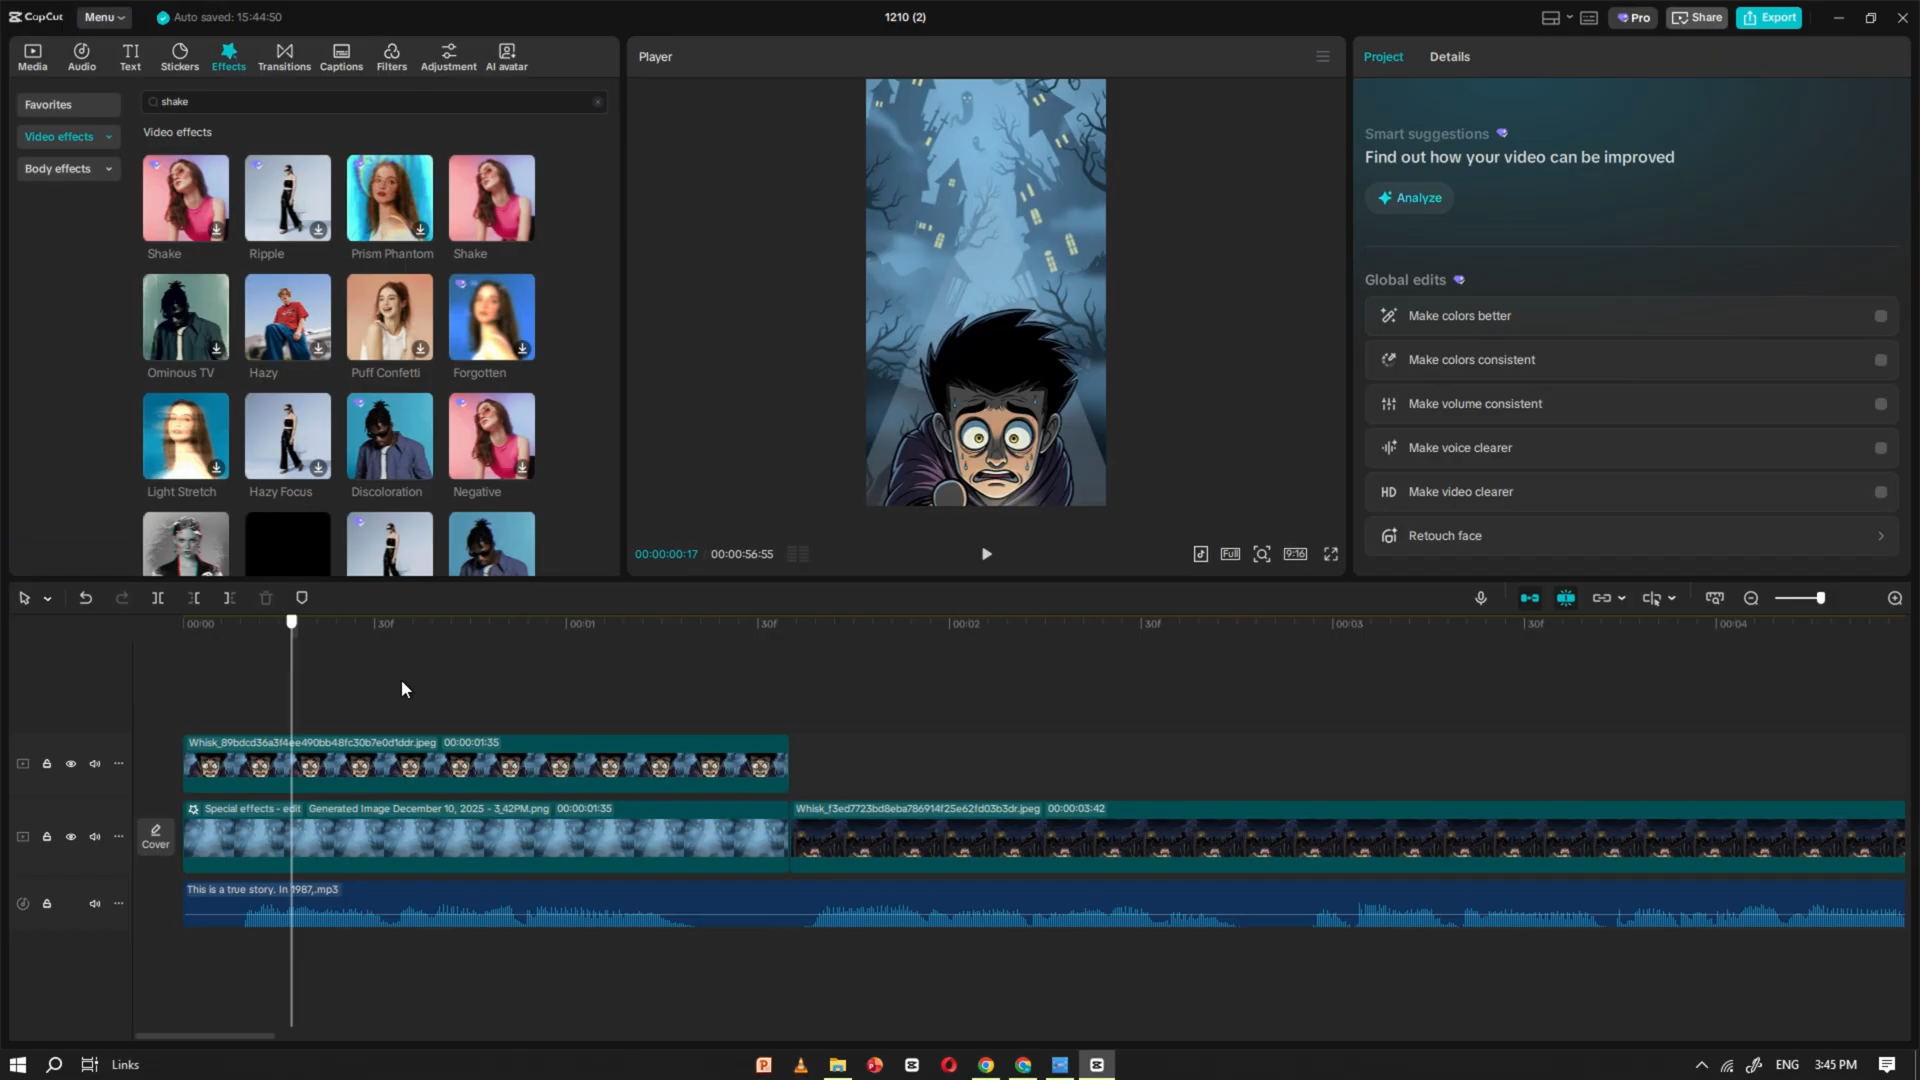 CapCut
Menu
Auto saved: 15:44:50
1210 (2)
Pro
Share
Export
Media
Audio
Text
Stickers
Effects
Transitions
Captions
Filters
Adjustment
AI avatar
Favorites
Video effects
Body effects
shake
Video effects
Shake
Ripple
Prism Phantom
Shake
Ominous TV
Hazy
Puff Confetti
Forgotten
Light Stretch
Hazy Focus
Discoloration
Negative
Player
00:00:00:17 / 00:00:56:55
Full
9:16
Project
Details
Smart suggestions
Find out how your video can be improved
Analyze
Global edits
Make colors better
Make colors consistent
Make volume consistent
Make voice clearer
HD Make video clearer
Retouch face
00:00
30f
00:01
30f
00:02
30f
00:03
30f
00:04
Whisk_89bdcd36a3f4ee490bb48fc30b7e0d1ddr.jpeg 00:00:01:35
Cover
Special effects - edit Generated Image December 10, 2025 - 3_42PM.png 00:00:01:35
Whisk_f3ed7723bd8eba786914f25e62fd03b3dr.jpeg 00:00:03:42
This is a true story. In 1987,.mp3
Links
ENG
3:45 PM